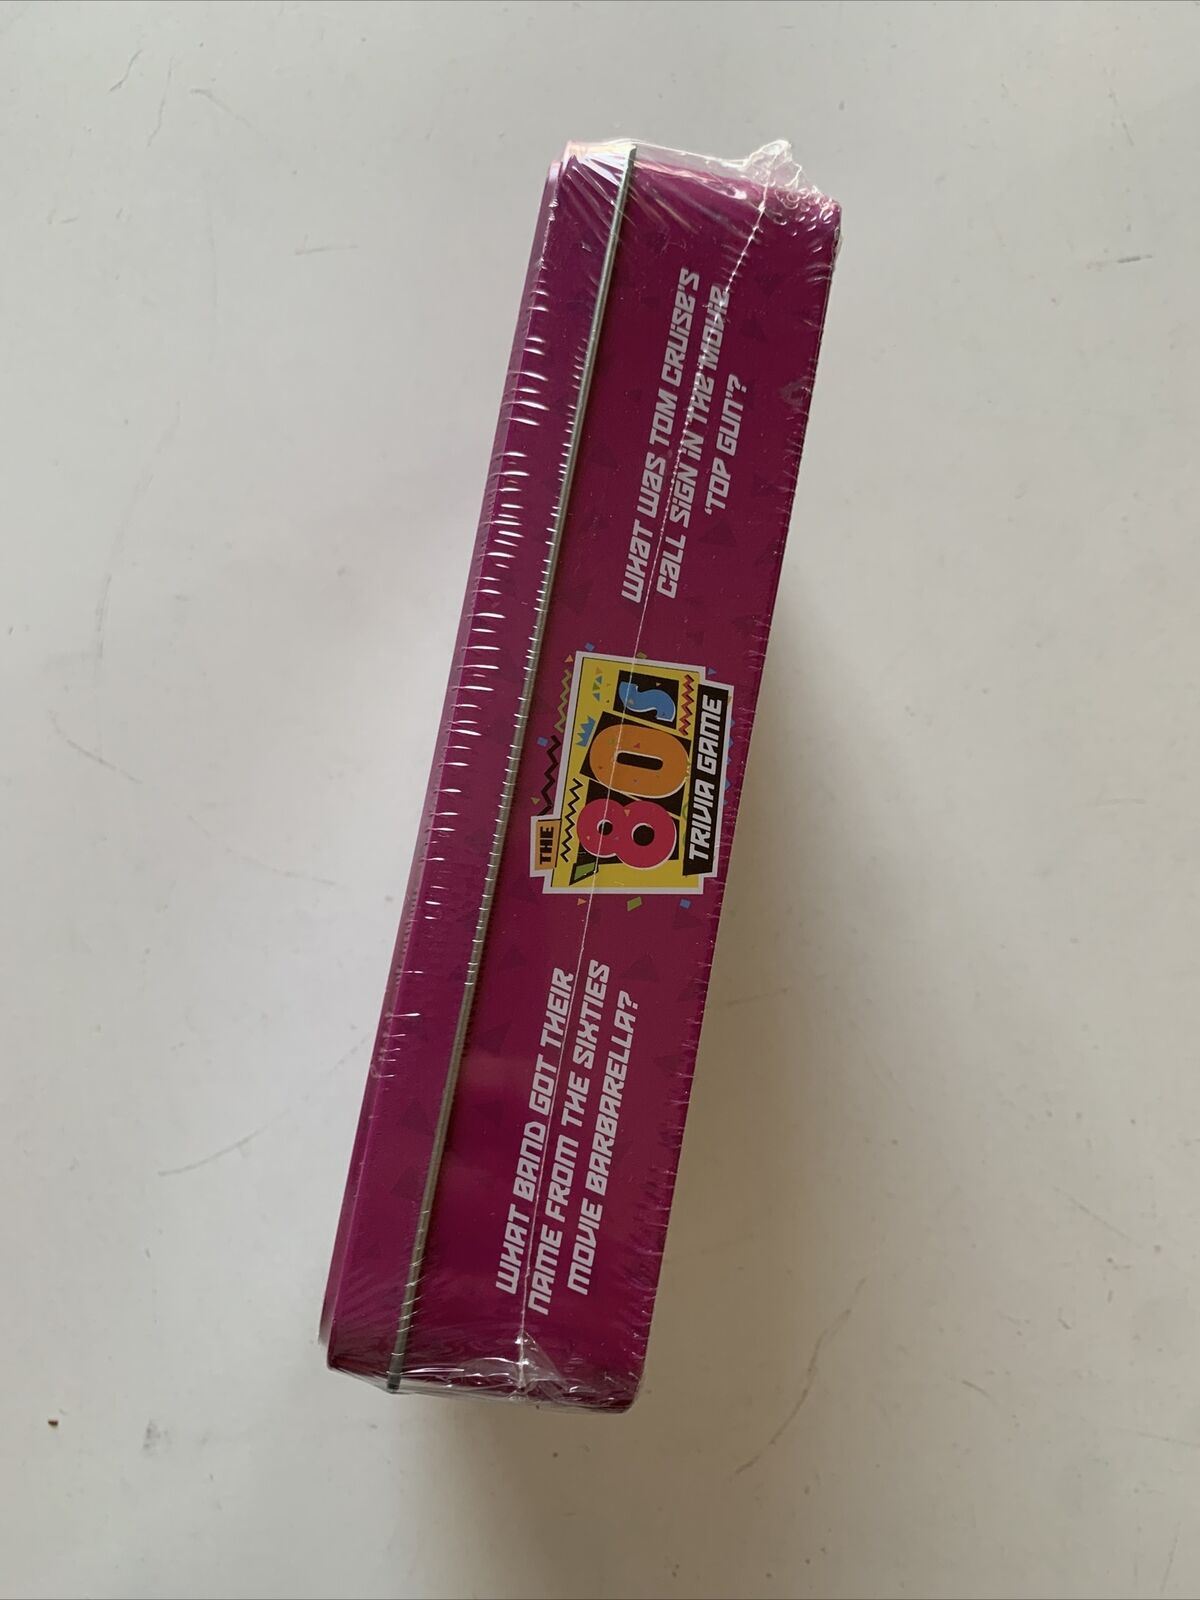 WHAT BAND GOT THEIR
NAME FROM THE SIXTIES
MOVIE BARBARELLA?
THE
80s
TRIVIA GAME
WHAT WAS TOM CRUISE'S
CALL SIGN IN THE MOVIE
'TOP GUN'?